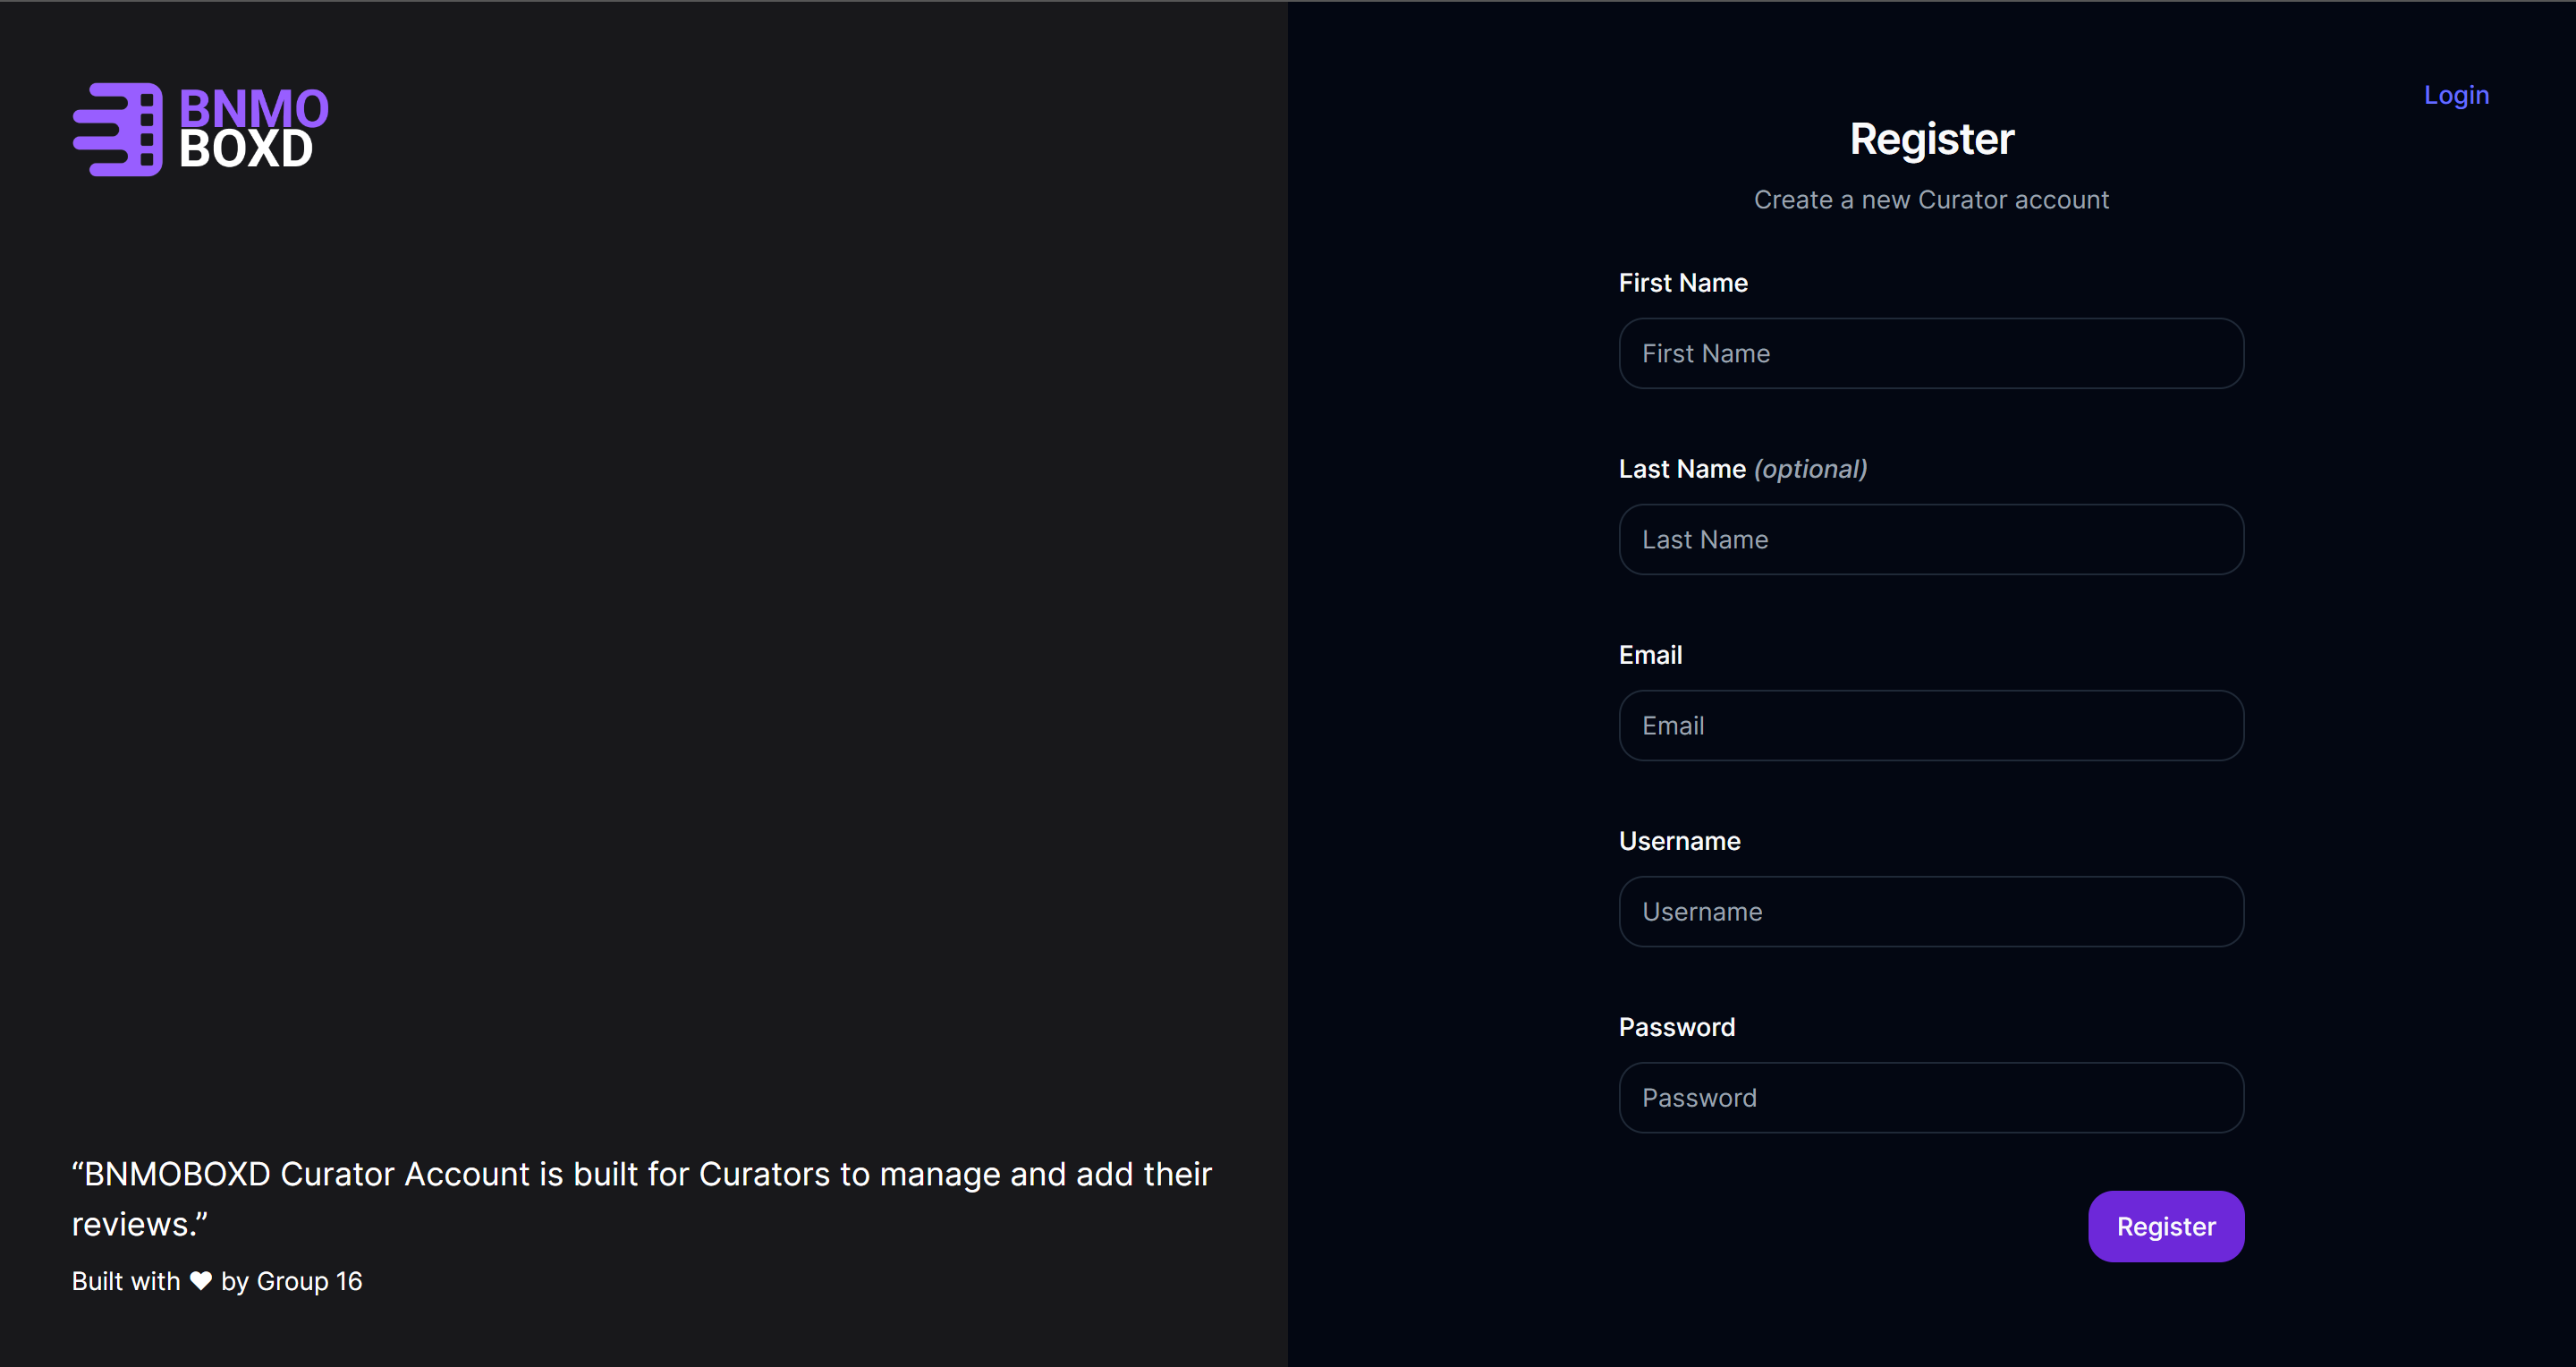 BNMO
BOXD
“BNMOBOXD Curator Account is built for Curators to manage and add their
reviews.”
Built with ♥ by Group 16
Login
Register
Create a new Curator account
First Name
First Name
Last Name (optional)
Last Name
Email
Email
Username
Username
Password
Password
Register